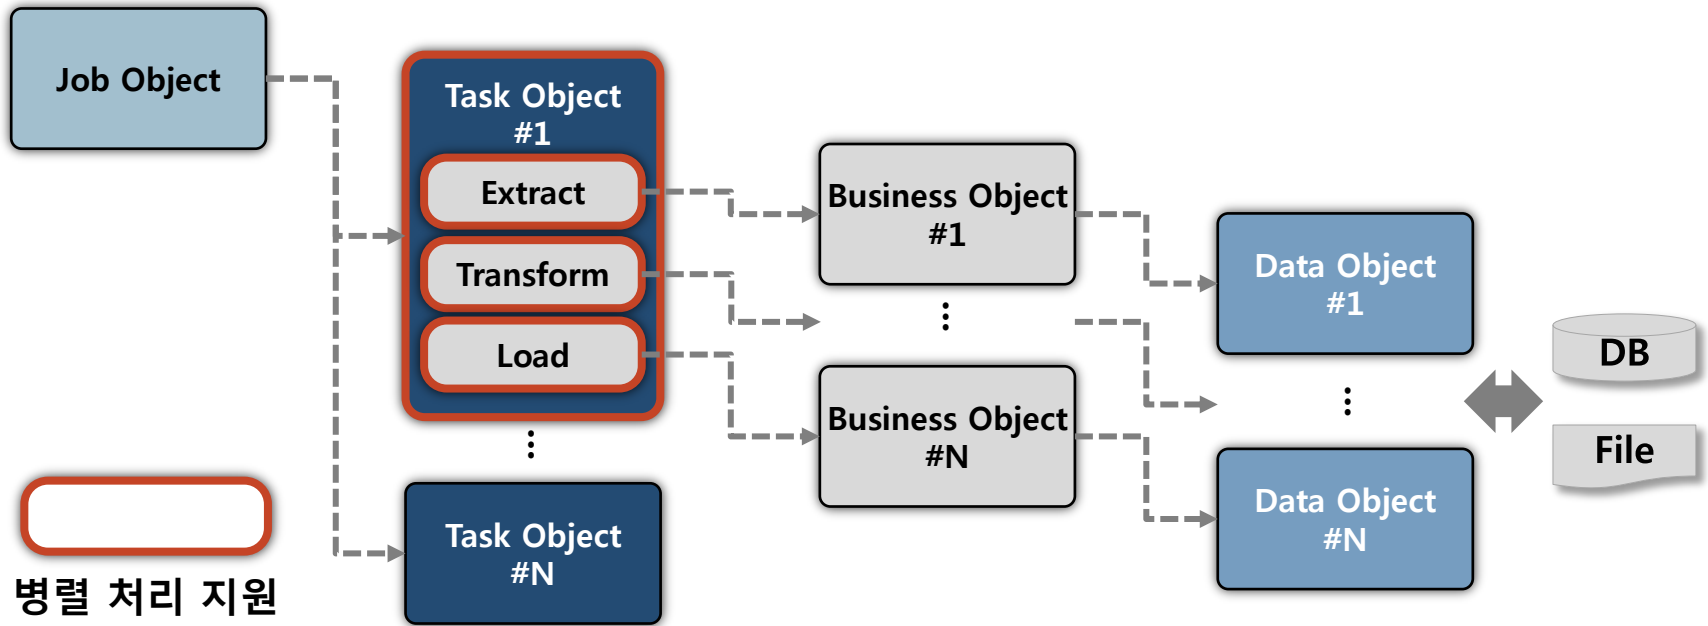 Job Object
Task Object
#1
Extract
Transform
Load
⋮
Task Object
#N
Business Object
#1
⋮
Business Object
#N
Data Object
#1
⋮
Data Object
#N
DB
File
병렬 처리 지원